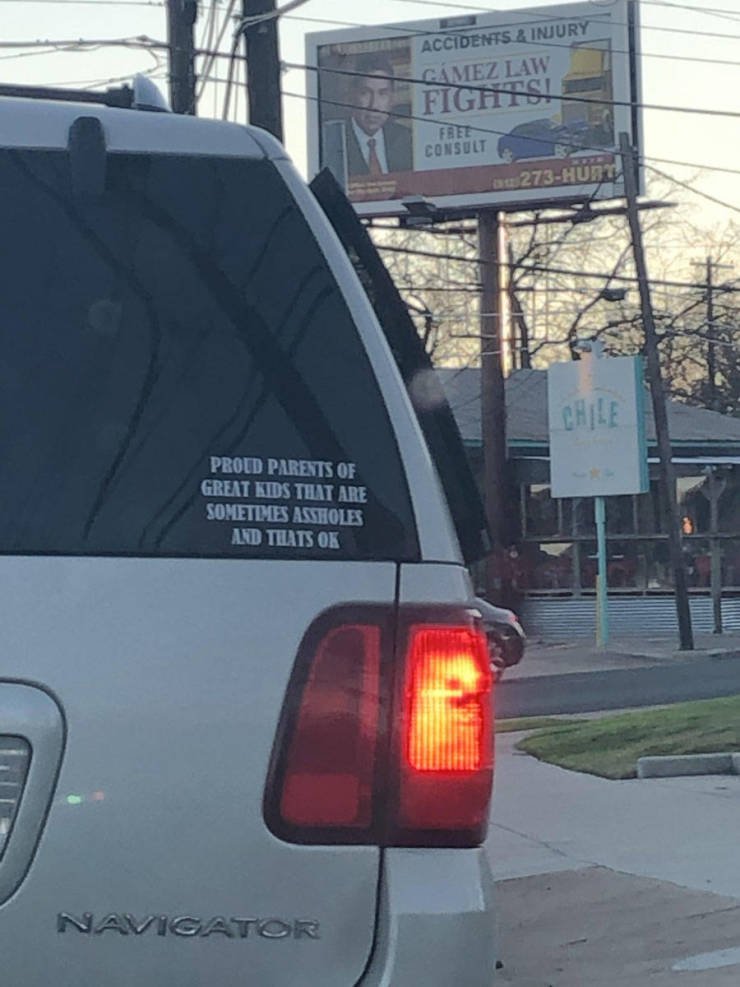 ACCIDENTS & INJURY
GÁMEZ LAW
FIGHTS!
FREE
CONSULT
273-HURT
CHILE
PROUD PARENTS OF
GREAT KIDS THAT ARE
SOMETIMES ASSHOLES
AND THATS OK
NAVIGATOR